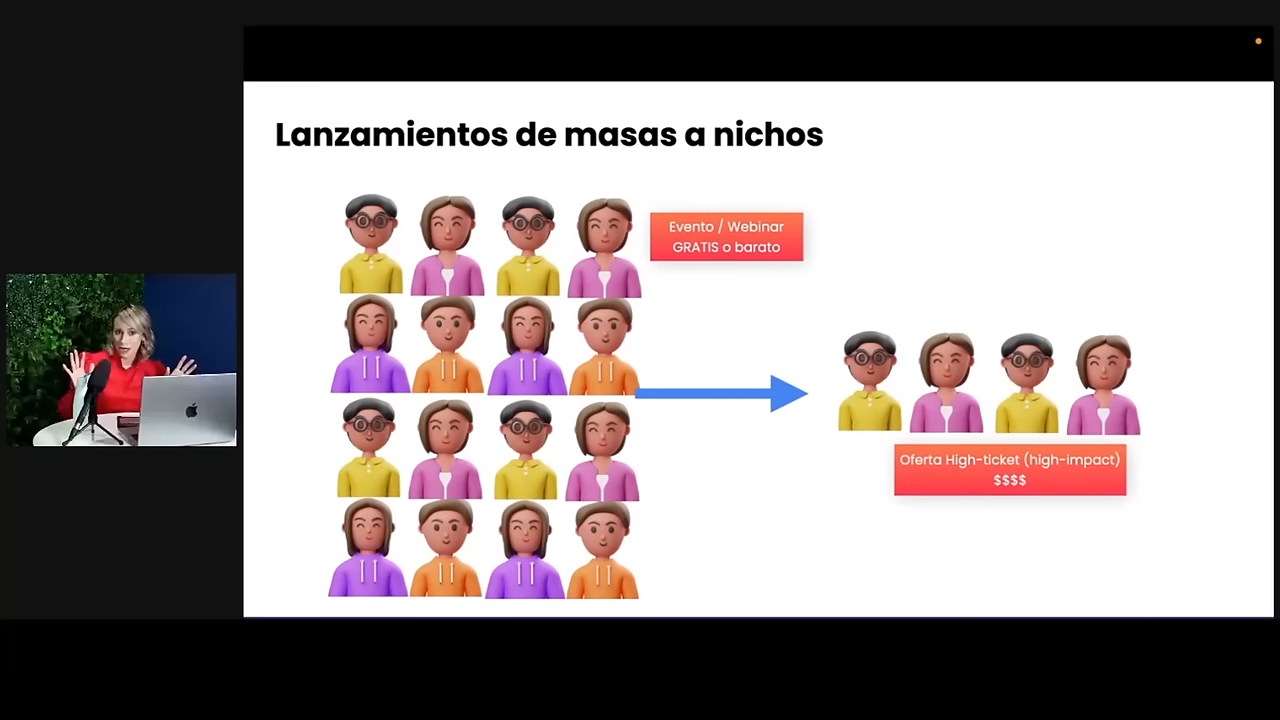 Lanzamientos de masas a nichos
Evento / Webinar
GRATIS o barato
Oferta High-ticket (high-impact)
$$$$